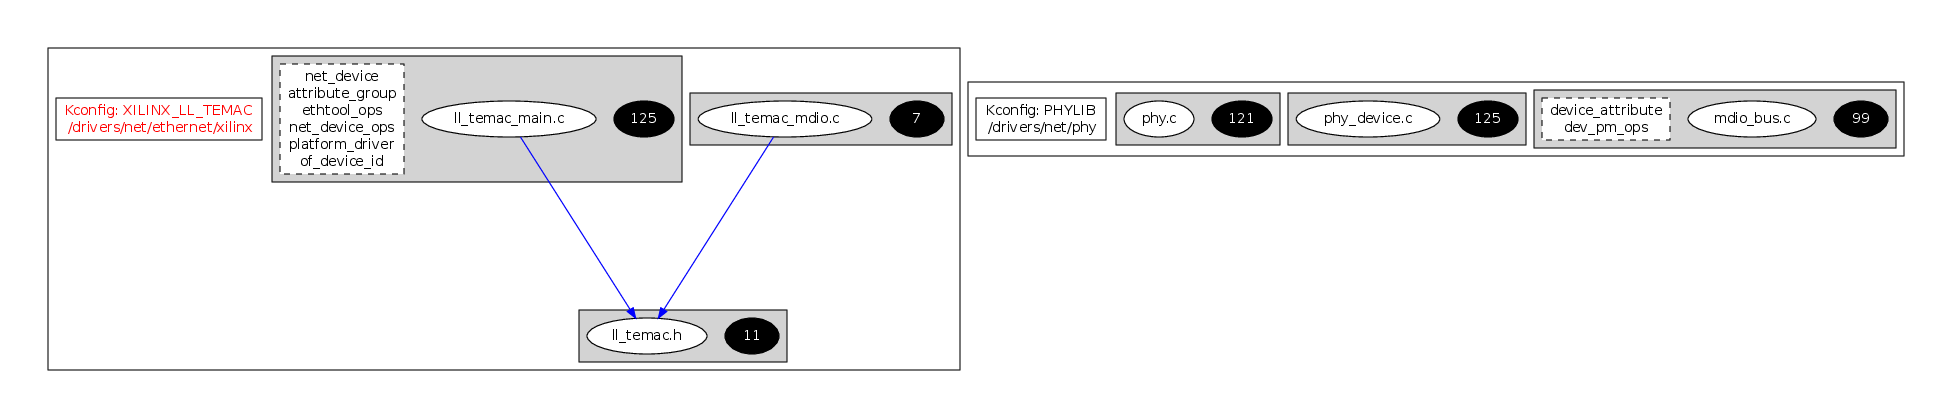 Kconfig: XILINX_LL_TEMAC
/drivers/net/ethernet/xilinx
net_device
attribute_group
ethtool_ops
net_device_ops
platform_driver
of_device_id
ll_temac_main.c
125
ll_temac_mdio.c
7
ll_temac.h
11
Kconfig: PHYLIB
/drivers/net/phy
phy.c
121
phy_device.c
125
device_attribute
dev_pm_ops
mdio_bus.c
99